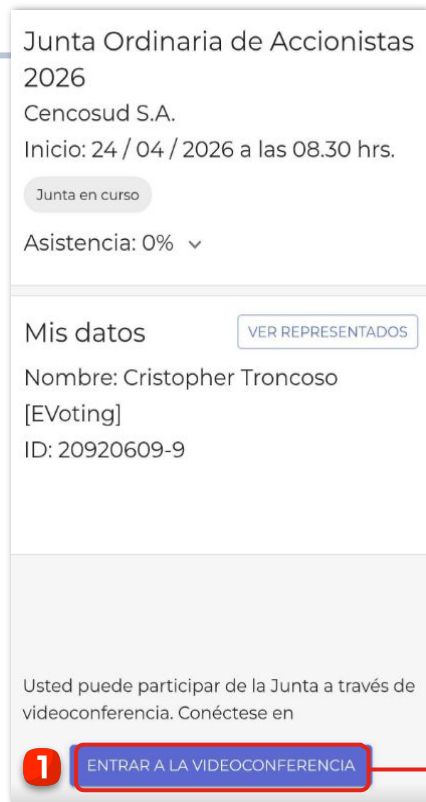 Junta Ordinaria de Accionistas
2026
Cencosud S.A.
Inicio: 24 / 04 / 2026 a las 08.30 hrs.
Junta en curso
Asistencia: 0%
Mis datos
VER REPRESENTADOS
Nombre: Cristopher Troncoso
[EVoting]
ID: 20920609-9
Usted puede participar de la Junta a través de
videoconferencia. Conéctese en
1
ENTRAR A LA VIDEOCONFERENCIA